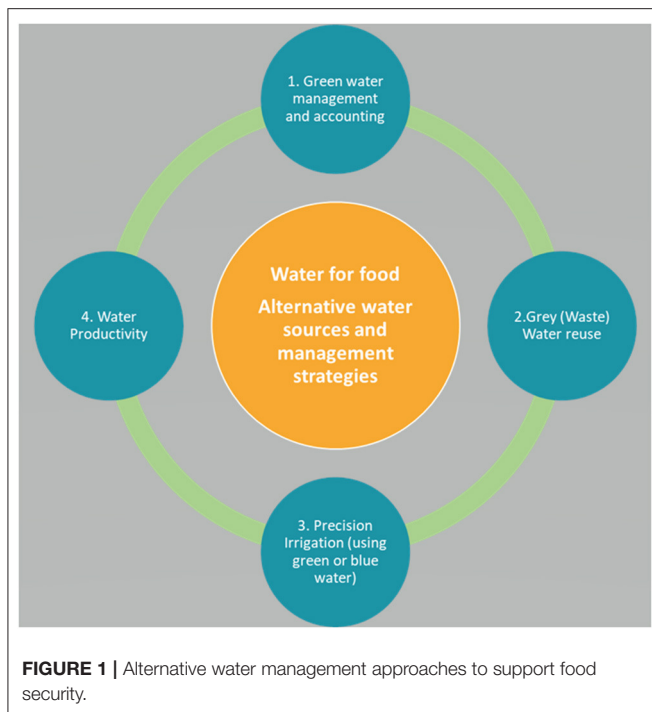 1. Green water
management
and accounting
Water for food
Alternative water
sources and
management
strategies
4. Water
Productivity
2.Grey (Waste)
Water reuse
3. Precision
Irrigation (using
green or blue
water)
FIGURE 1 | Alternative water management approaches to support food
security.